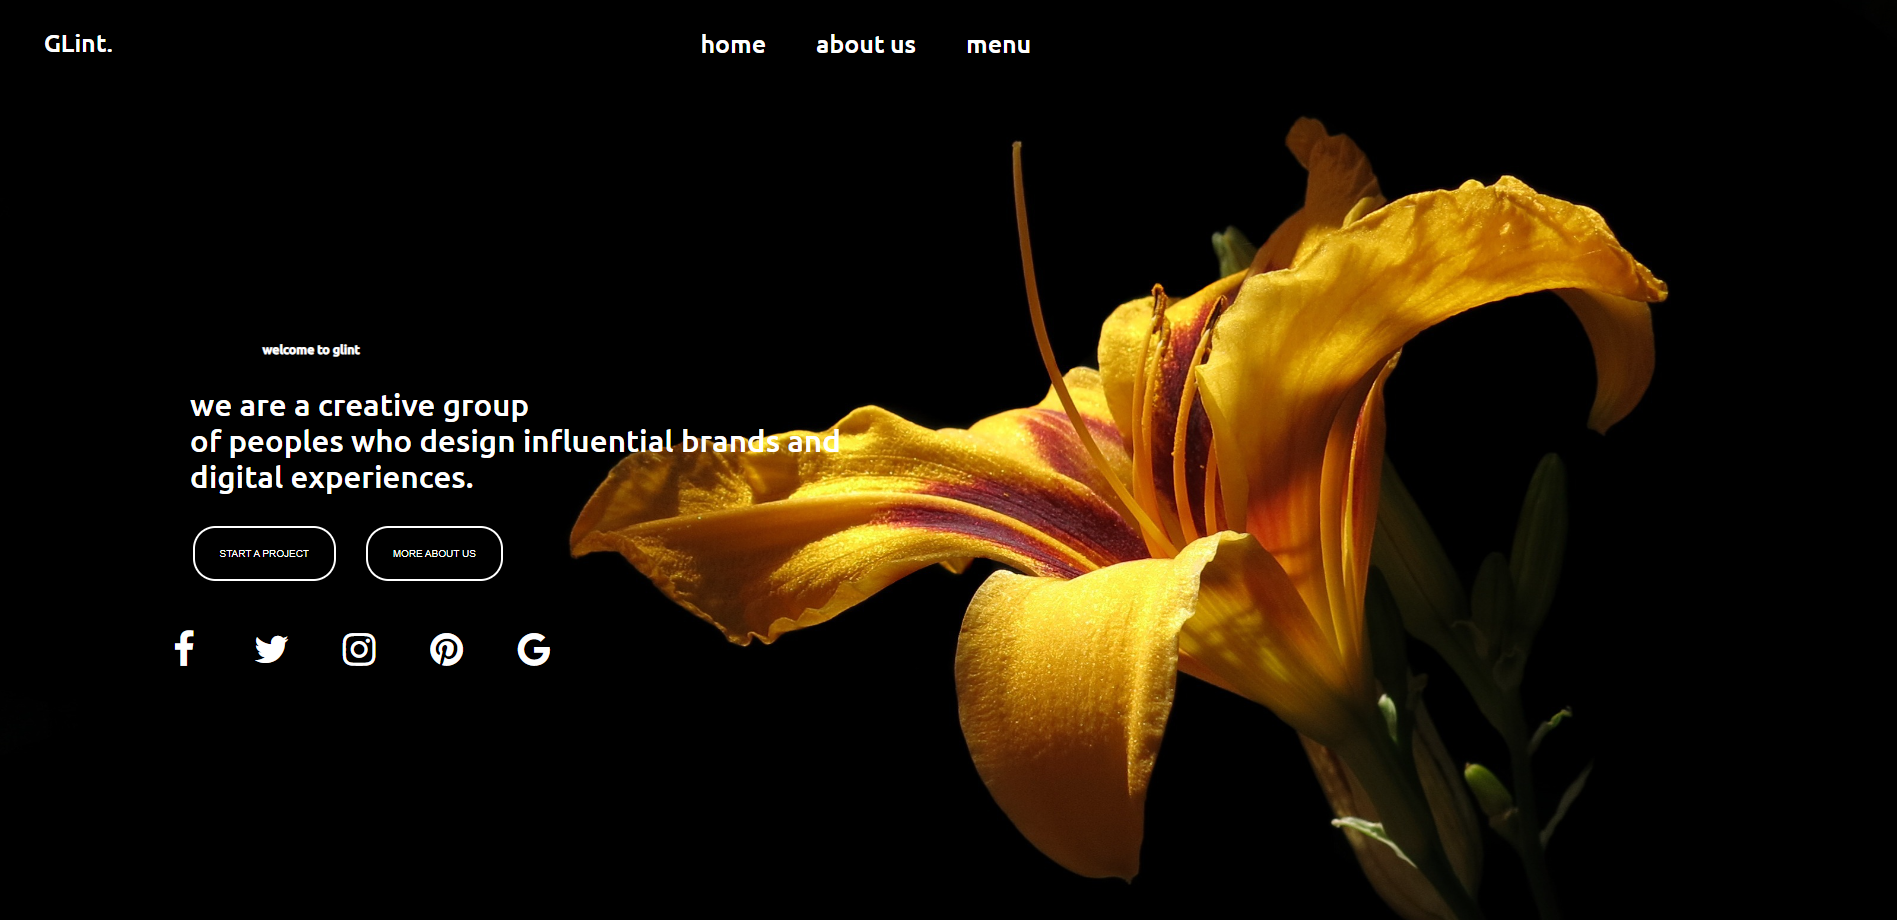 GLint.
home about us menu
welcome to glint
we are a creative group
of peoples who design influential brands and
digital experiences.
START A PROJECT MORE ABOUT US